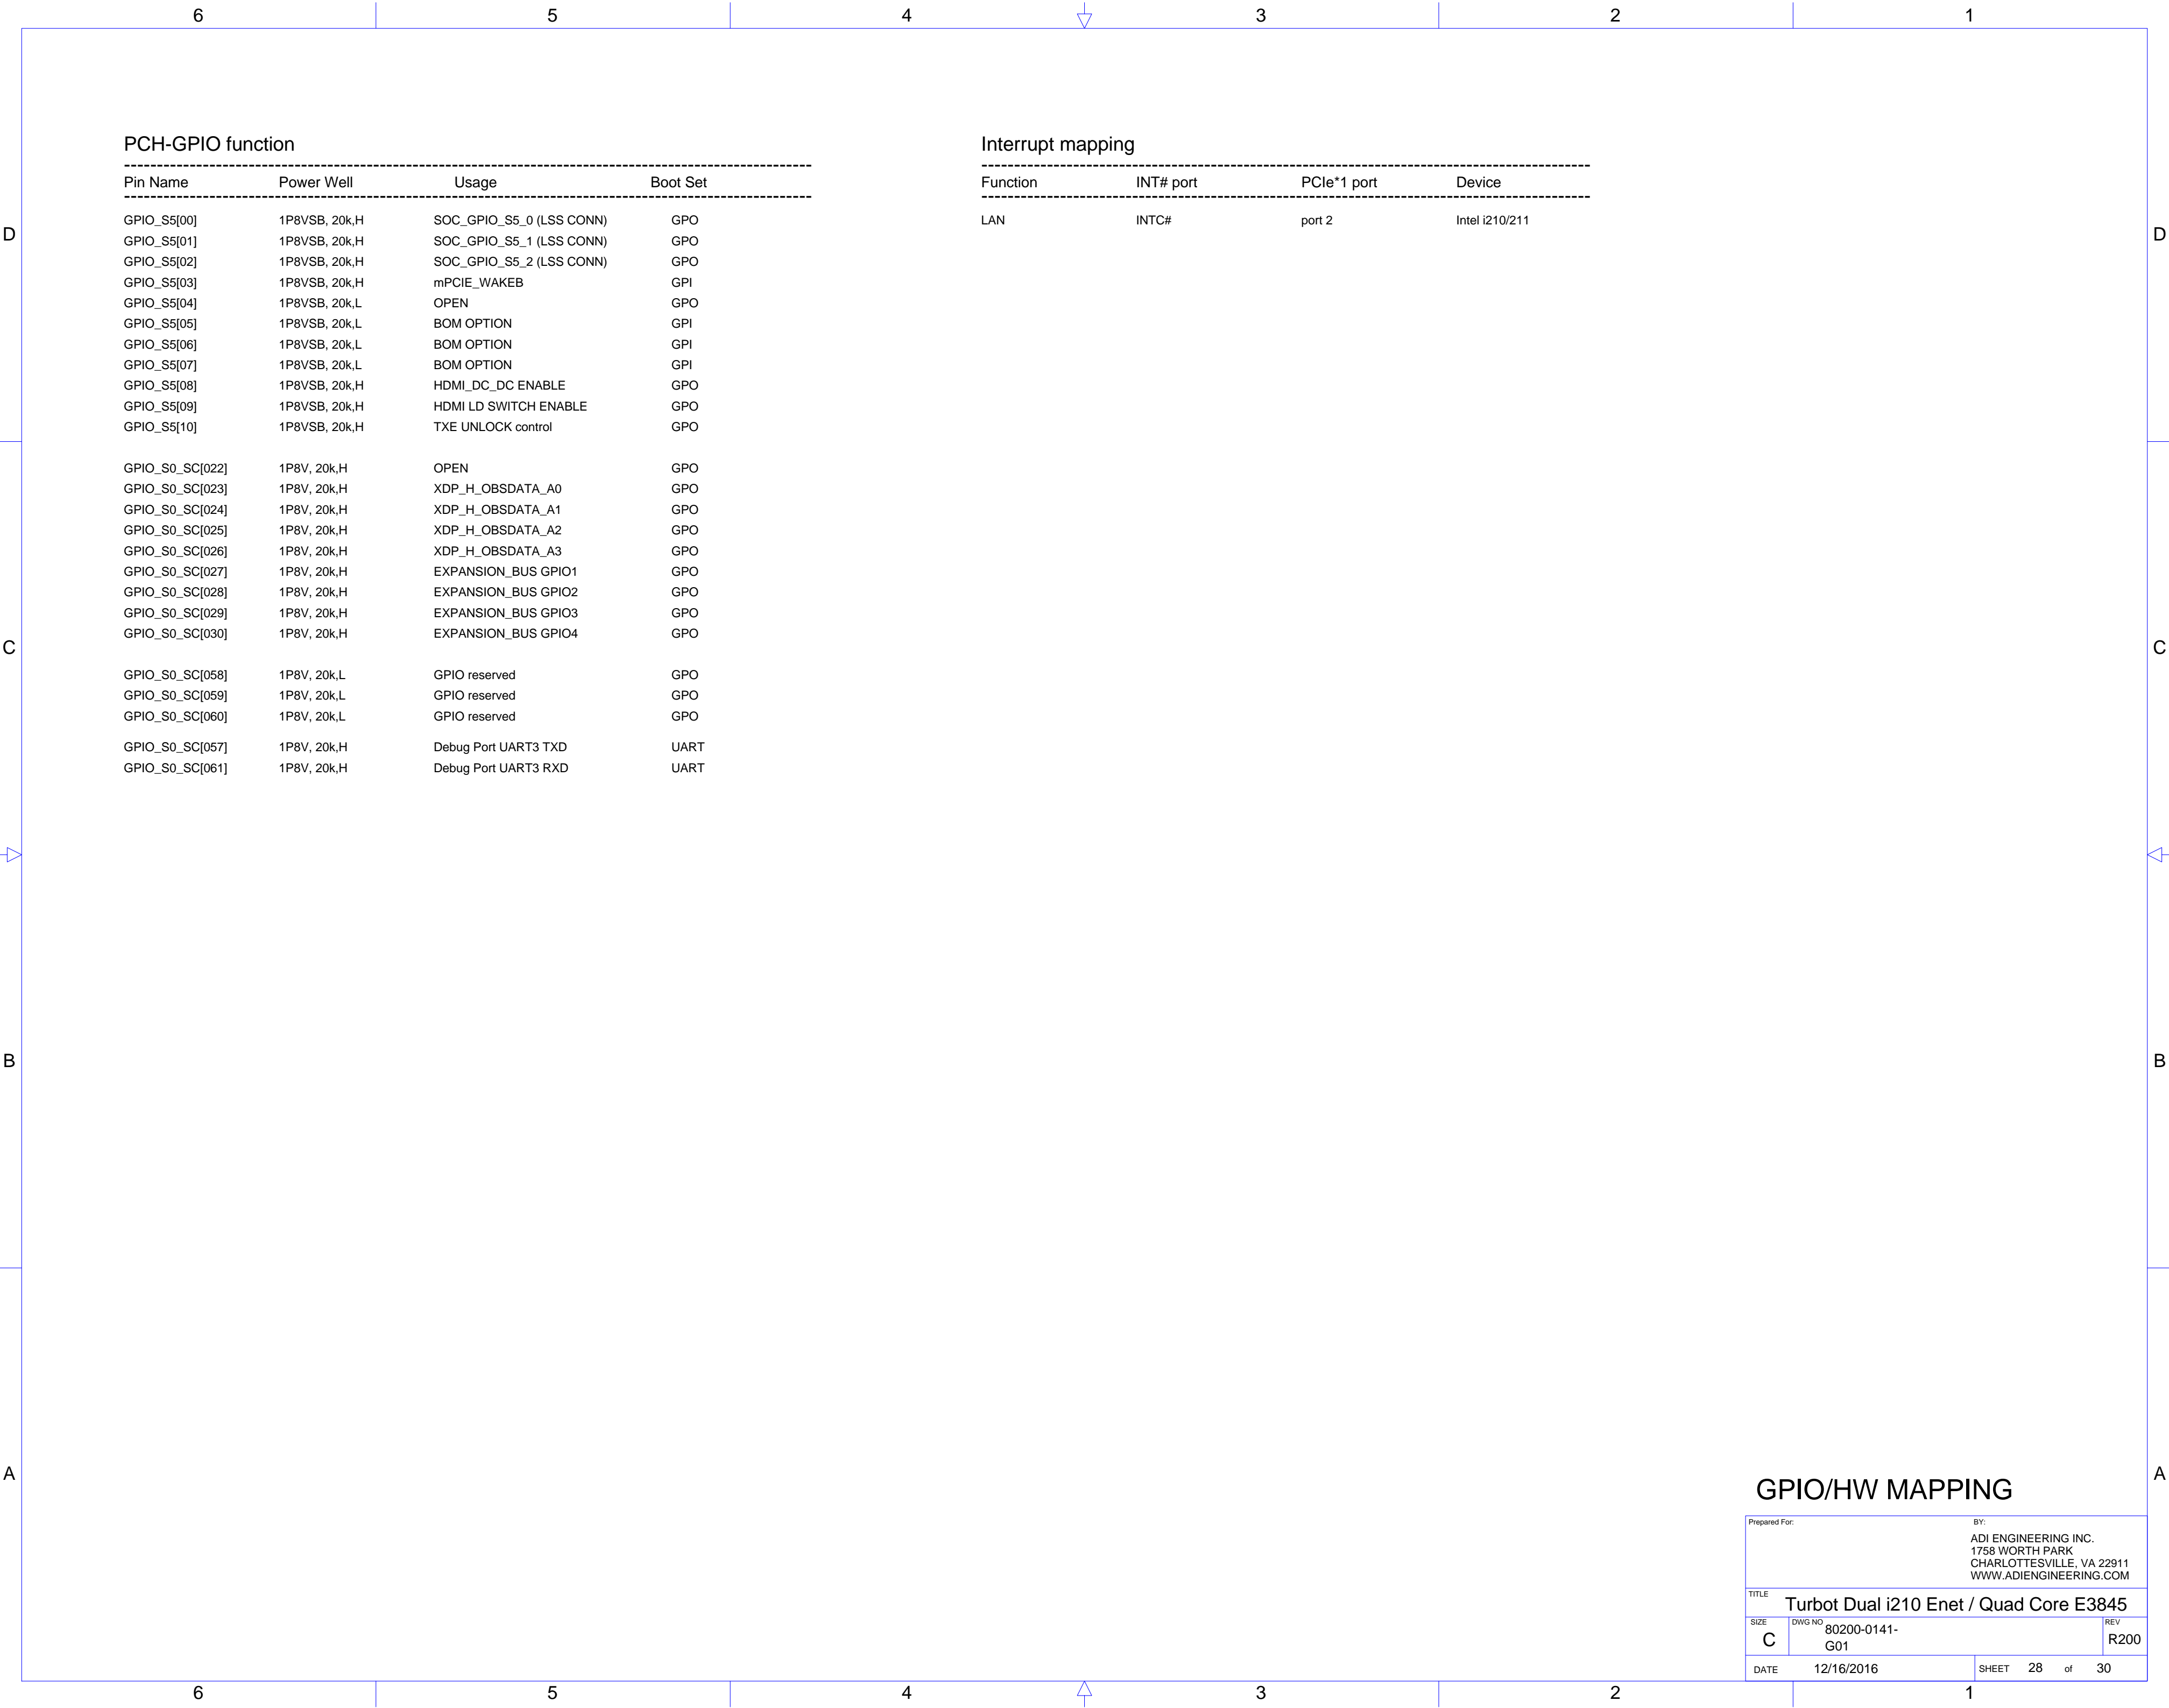 6 5 4 3 2 1
PCH-GPIO function
Pin Name Power Well Usage Boot Set
GPIO_S5[00] 1P8VSB, 20k,H SOC_GPIO_S5_0 (LSS CONN) GPO
GPIO_S5[01] 1P8VSB, 20k,H SOC_GPIO_S5_1 (LSS CONN) GPO
GPIO_S5[02] 1P8VSB, 20k,H SOC_GPIO_S5_2 (LSS CONN) GPO
GPIO_S5[03] 1P8VSB, 20k,H mPCIE_WAKEB GPI
GPIO_S5[04] 1P8VSB, 20k,L OPEN GPO
GPIO_S5[05] 1P8VSB, 20k,L BOM OPTION GPI
GPIO_S5[06] 1P8VSB, 20k,L BOM OPTION GPI
GPIO_S5[07] 1P8VSB, 20k,L BOM OPTION GPI
GPIO_S5[08] 1P8VSB, 20k,H HDMI_DC_DC ENABLE GPO
GPIO_S5[09] 1P8VSB, 20k,H HDMI LD SWITCH ENABLE GPO
GPIO_S5[10] 1P8VSB, 20k,H TXE UNLOCK control GPO
GPIO_S0_SC[022] 1P8V, 20k,H OPEN GPO
GPIO_S0_SC[023] 1P8V, 20k,H XDP_H_OBSDATA_A0 GPO
GPIO_S0_SC[024] 1P8V, 20k,H XDP_H_OBSDATA_A1 GPO
GPIO_S0_SC[025] 1P8V, 20k,H XDP_H_OBSDATA_A2 GPO
GPIO_S0_SC[026] 1P8V, 20k,H XDP_H_OBSDATA_A3 GPO
GPIO_S0_SC[027] 1P8V, 20k,H EXPANSION_BUS GPIO1 GPO
GPIO_S0_SC[028] 1P8V, 20k,H EXPANSION_BUS GPIO2 GPO
GPIO_S0_SC[029] 1P8V, 20k,H EXPANSION_BUS GPIO3 GPO
GPIO_S0_SC[030] 1P8V, 20k,H EXPANSION_BUS GPIO4 GPO
GPIO_S0_SC[058] 1P8V, 20k,L GPIO reserved GPO
GPIO_S0_SC[059] 1P8V, 20k,L GPIO reserved GPO
GPIO_S0_SC[060] 1P8V, 20k,L GPIO reserved GPO
GPIO_S0_SC[057] 1P8V, 20k,H Debug Port UART3 TXD UART
GPIO_S0_SC[061] 1P8V, 20k,H Debug Port UART3 RXD UART
Interrupt mapping
Function INT# port PCIe*1 port Device
LAN INTC# port 2 Intel i210/211
D D
C C
B B
A A
GPIO/HW MAPPING
Prepared For: BY:
ADI ENGINEERING INC.
1758 WORTH PARK
CHARLOTTESVILLE, VA 22911
WWW.ADIENGINEERING.COM
TITLE
Turbot Dual i210 Enet / Quad Core E3845
SIZE DWG NO REV
C 80200-0141- R200
G01
DATE 12/16/2016 SHEET 28 of 30
6 5 4 3 2 1